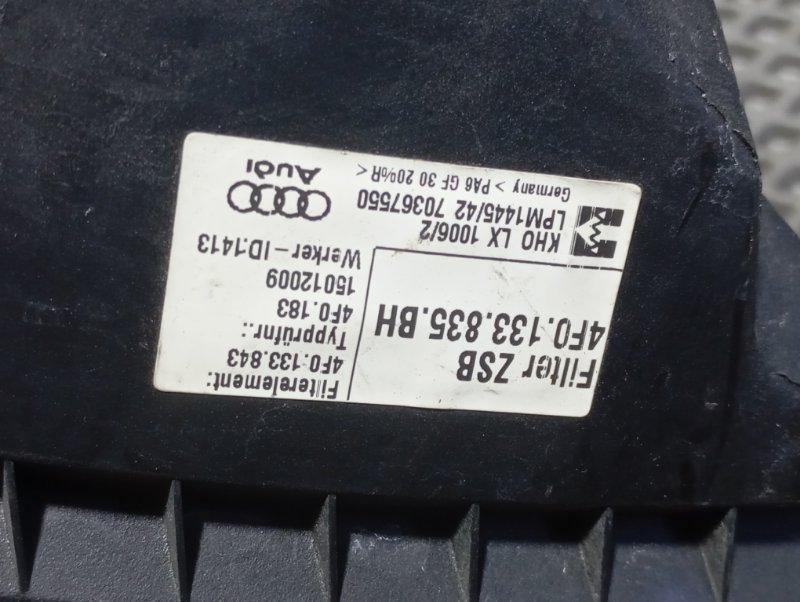 Filter ZSB
4F0.133.835.BH
Filterelement:
4F0.133.843
Typprüfnr.:
4F0.183
15012009
Werker-ID:1413
KHO LX 1006/2
LPM1445/42 70367550
Germany > PA6 GF 30 20%R<
Audi